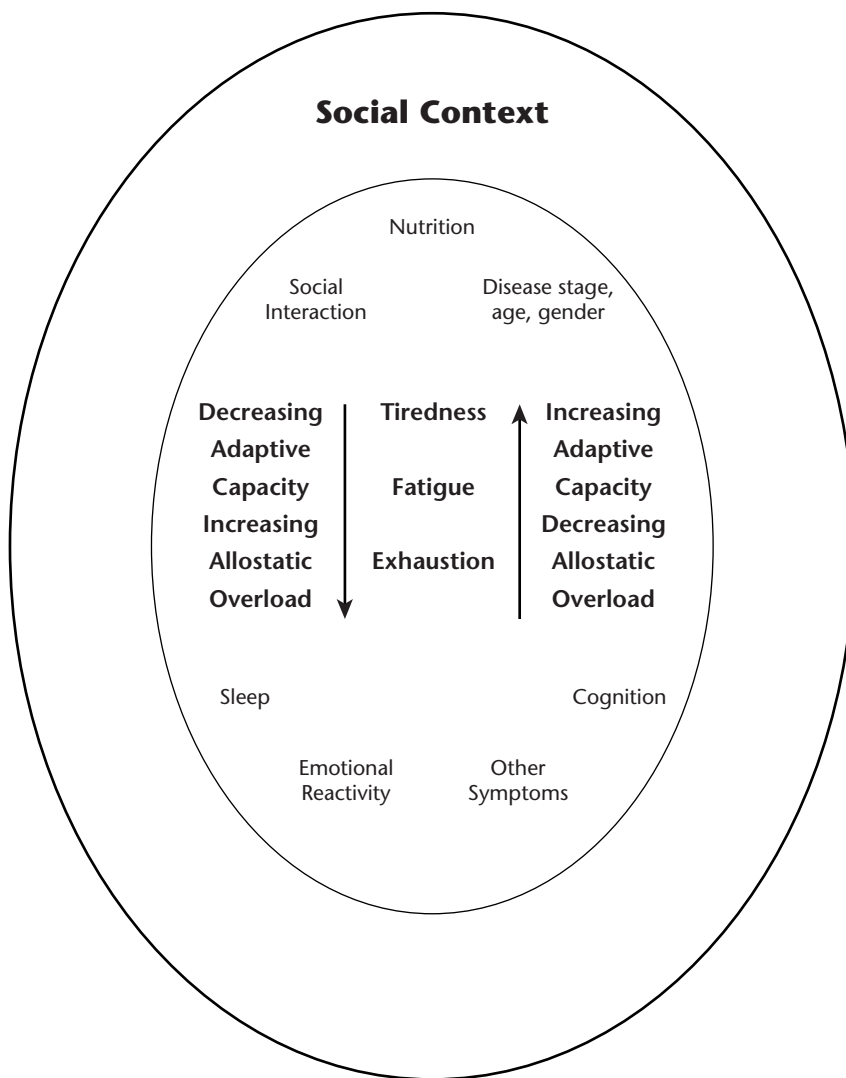 Social Context
Nutrition
Social
Interaction
Disease stage,
age, gender
Decreasing
Adaptive
Capacity
Increasing
Allostatic
Overload
Tiredness
Fatigue
Exhaustion
Increasing
Adaptive
Capacity
Decreasing
Allostatic
Overload
Sleep
Cognition
Emotional
Reactivity
Other
Symptoms